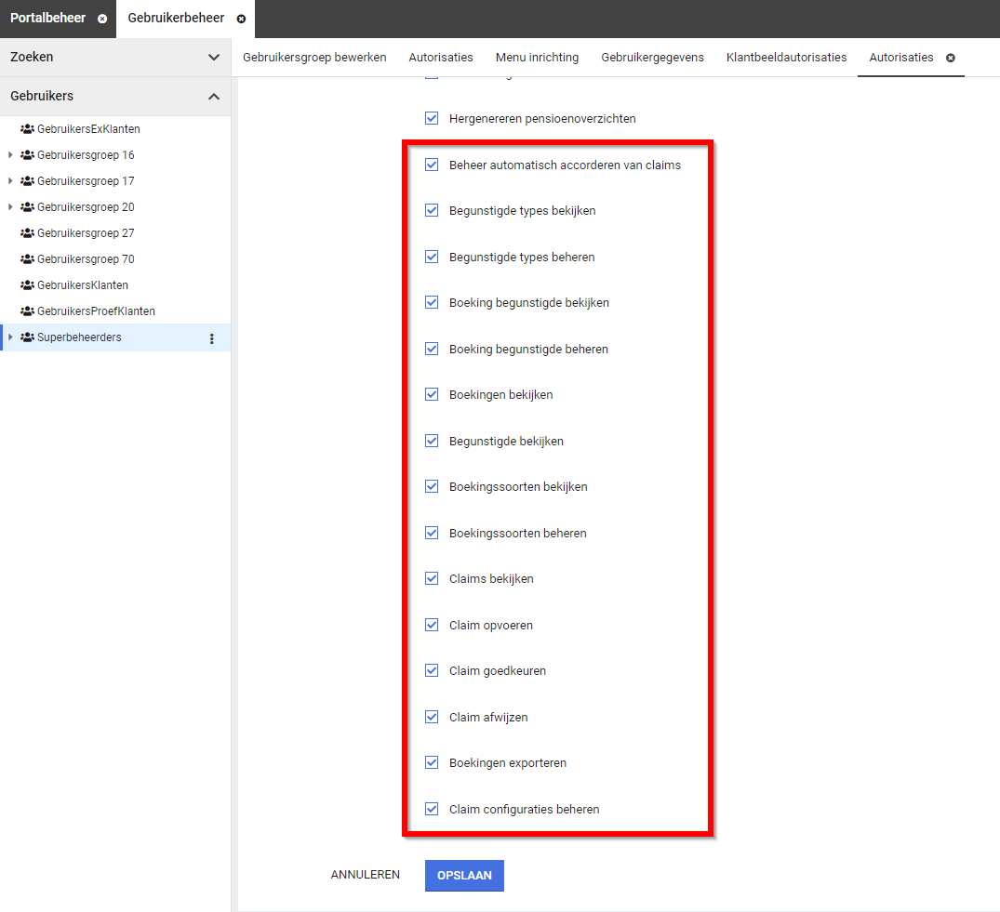 Portalbeheer
Gebruikerbeheer
Zoeken
Gebruikersgroep bewerken
Autorisaties
Menu inrichting
Gebruikergegevens
Klantbeeldautorisaties
Autorisaties
Gebruikers
GebruikersExKlanten
Gebruikersgroep 16
Gebruikersgroep 17
Gebruikersgroep 20
Gebruikersgroep 27
Gebruikersgroep 70
GebruikersKlanten
GebruikersProefKlanten
Superbeheerders
Hergenereren pensioenoverzichten
Beheer automatisch accorderen van claims
Begunstigde types bekijken
Begunstigde types beheren
Boeking begunstigde bekijken
Boeking begunstigde beheren
Boekingen bekijken
Begunstigde bekijken
Boekingssoorten bekijken
Boekingssoorten beheren
Claims bekijken
Claim opvoeren
Claim goedkeuren
Claim afwijzen
Boekingen exporteren
Claim configuraties beheren
ANNULEREN
OPSLAAN